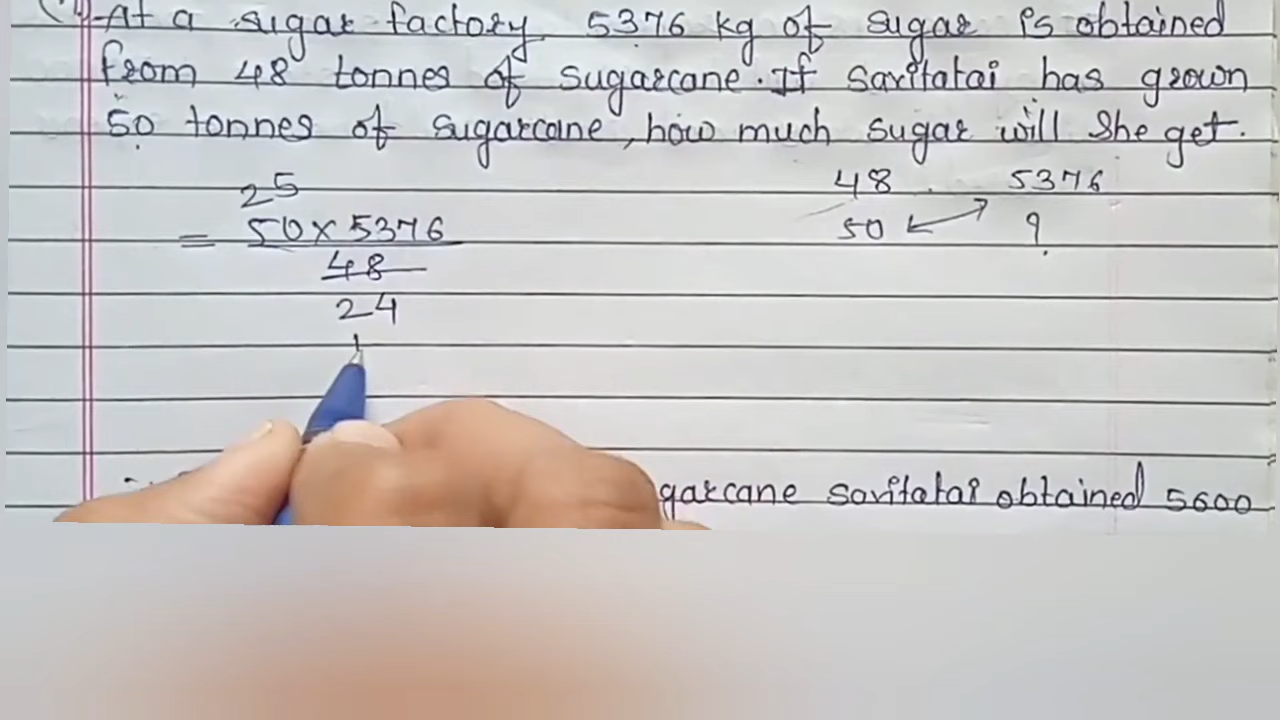 At a sugar factory 5376 kg of sugar is obtained
from 48 tonnes of sugarcane. If Savitatai has grown
50 tonnes of sugarcane, how much sugar will she get.
25
= 50 x 5376
48
24
1
48 5376
50 ?
garcane savitatai obtained 5600